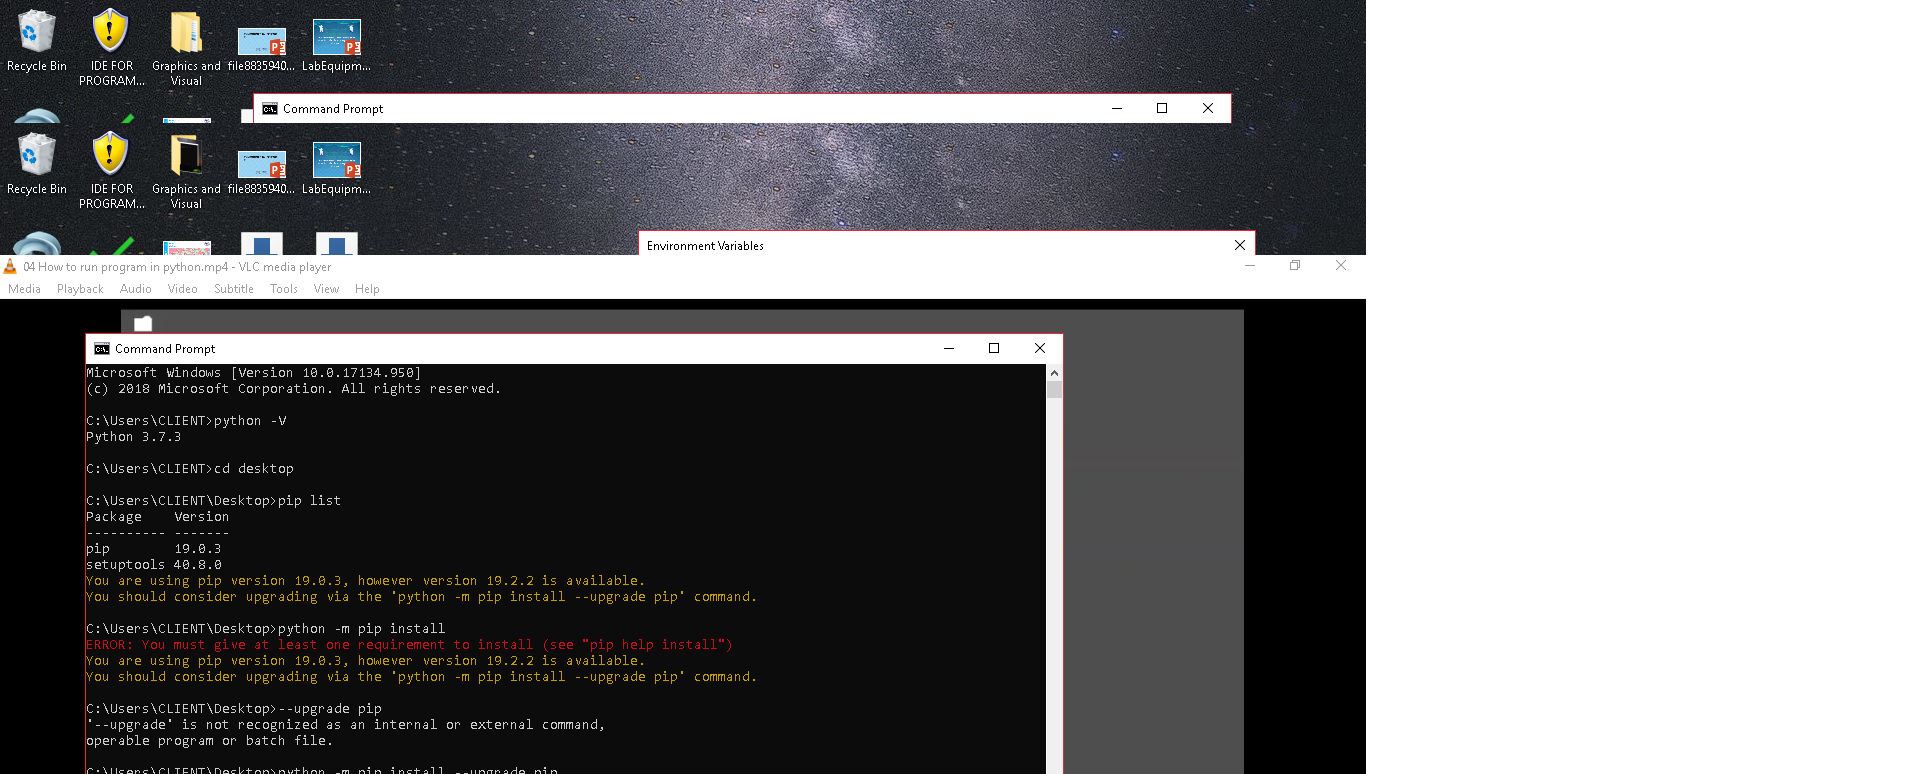 Recycle Bin
IDE FOR PROGRAM...
Graphics and Visual
file8835940...
LabEquipm...
Command Prompt
Recycle Bin
IDE FOR PROGRAM...
Graphics and Visual
file8835940...
LabEquipm...
Environment Variables
04 How to run program in python.mp4 - VLC media player
Media Playback Audio Video Subtitle Tools View Help
Command Prompt
Microsoft Windows [Version 10.0.17134.950]
(c) 2018 Microsoft Corporation. All rights reserved.
C:\Users\CLIENT>python -V
Python 3.7.3
C:\Users\CLIENT>cd desktop
C:\Users\CLIENT\Desktop>pip list
Package    Version
---------- -------
pip        19.0.3
setuptools 40.8.0
You are using pip version 19.0.3, however version 19.2.2 is available.
You should consider upgrading via the 'python -m pip install --upgrade pip' command.
C:\Users\CLIENT\Desktop>python -m pip install
ERROR: You must give at least one requirement to install (see "pip help install")
You are using pip version 19.0.3, however version 19.2.2 is available.
You should consider upgrading via the 'python -m pip install --upgrade pip' command.
C:\Users\CLIENT\Desktop>--upgrade pip
'--upgrade' is not recognized as an internal or external command,
operable program or batch file.
C:\Users\CLIENT\Desktop>python -m pip install --upgrade pip